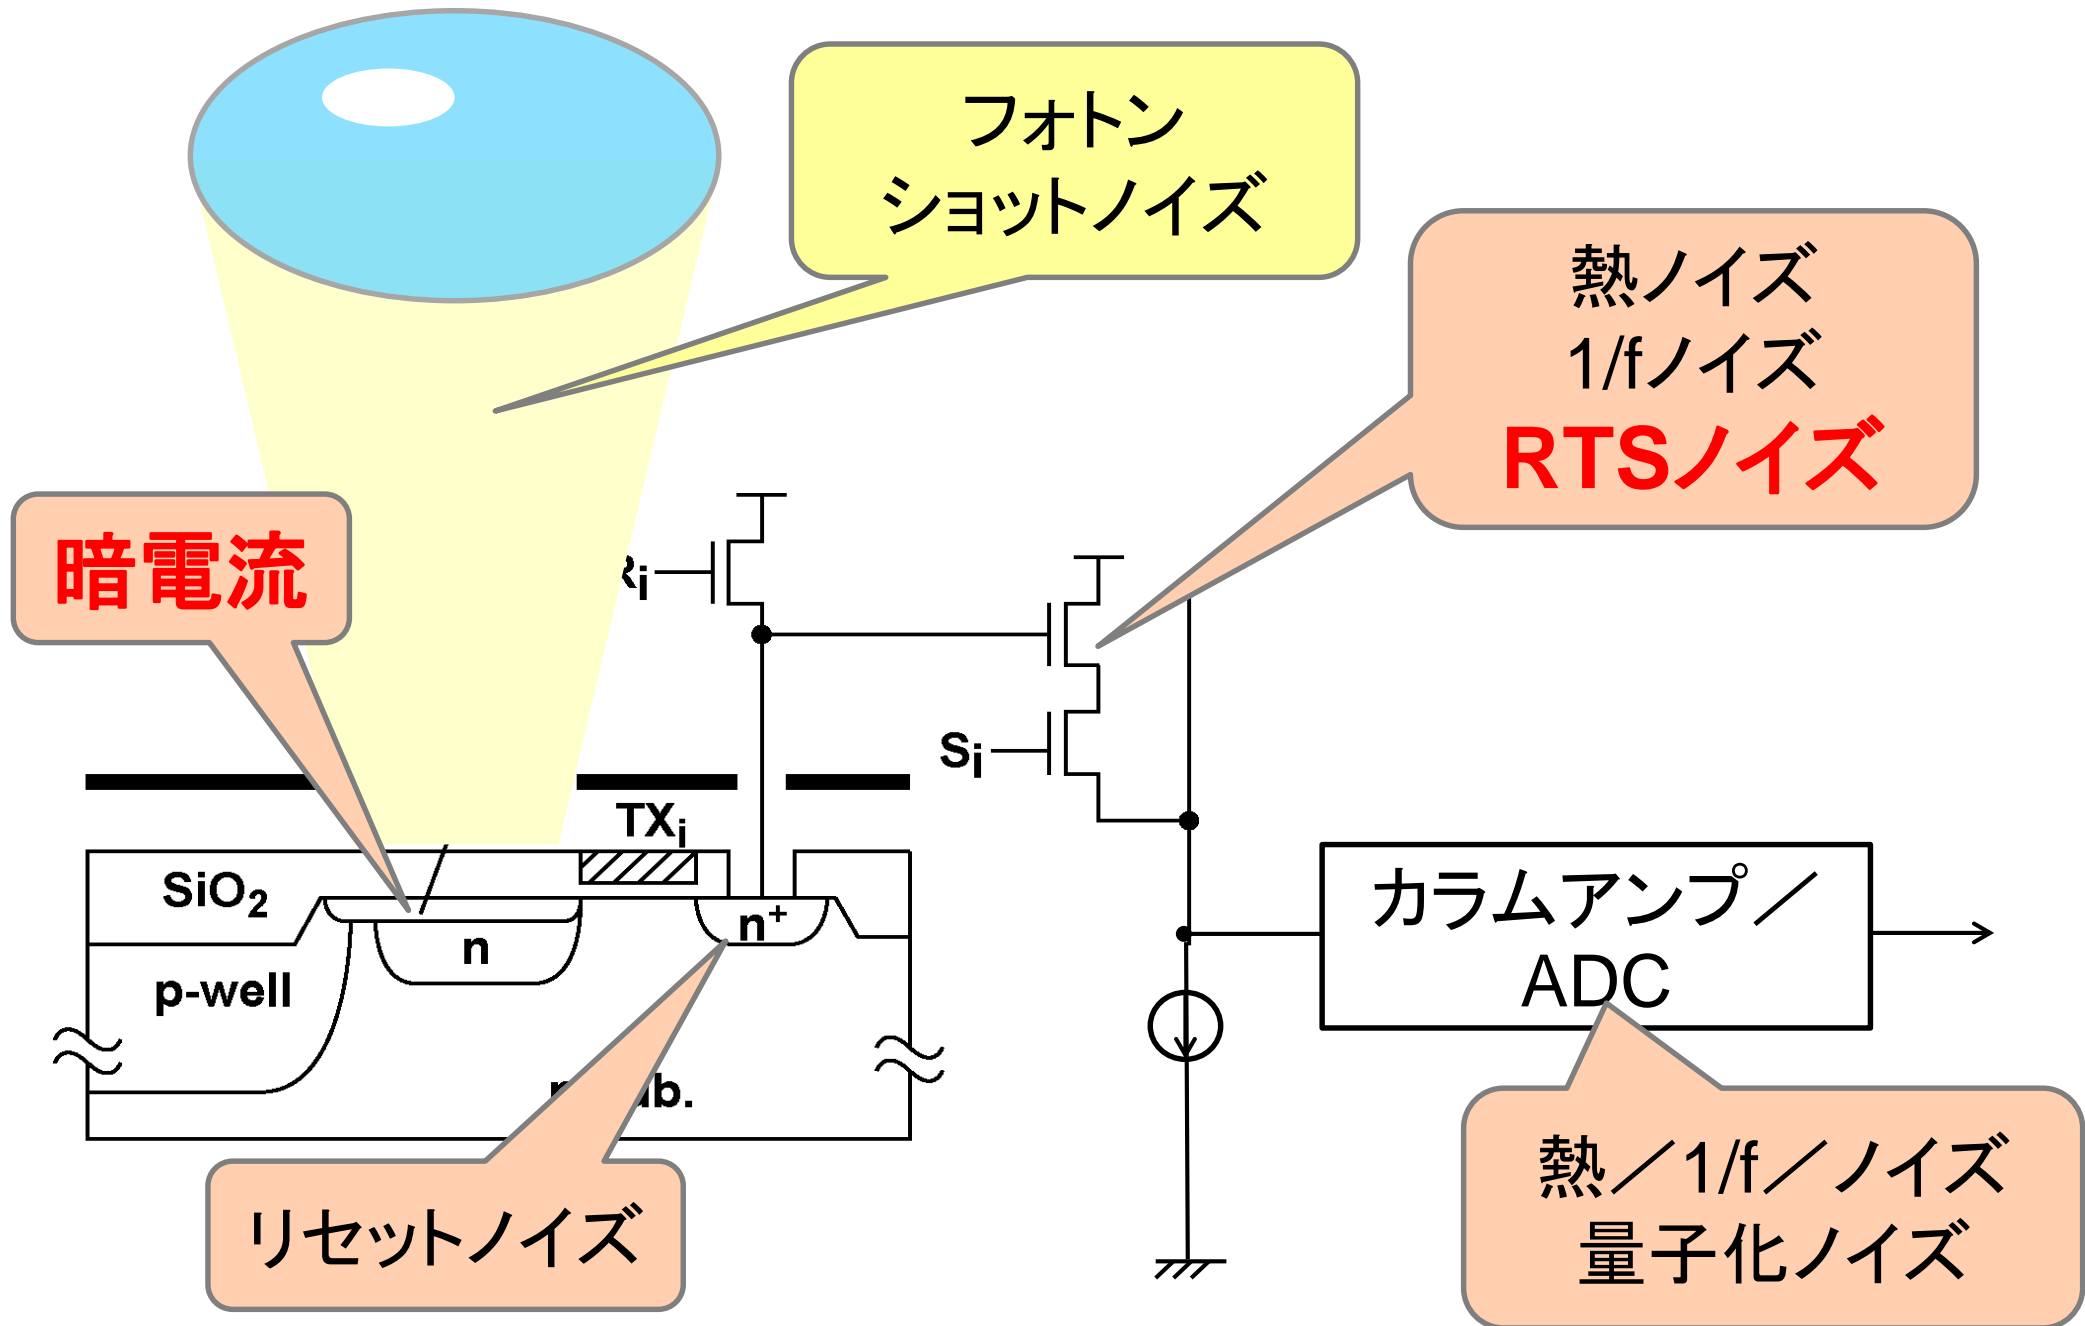 フォトン
ショットノイズ
熱ノイズ
1/fノイズ
RTSノイズ
暗電流
Si
TXi
SiO2
n+
n
p-well
カラムアンプ／
ADC
リセットノイズ
熱／1/f／ノイズ
量子化ノイズ